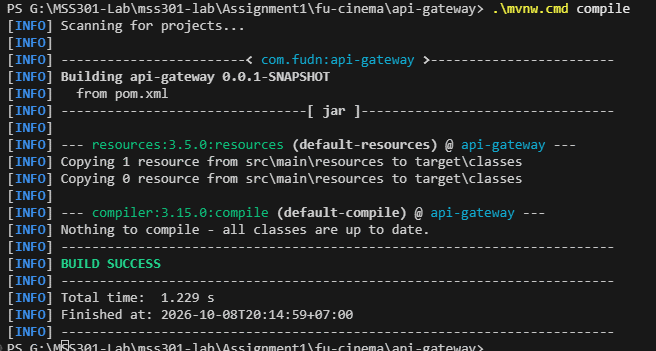 PS G:\MSS301-Lab\mss301-lab\Assignment1\fu-cinema\api-gateway> .\mvnw.cmd compile
[INFO] Scanning for projects...
[INFO]
[INFO] -----------------------< com.fudn:api-gateway >------------------------
[INFO] Building api-gateway 0.0.1-SNAPSHOT
[INFO]   from pom.xml
[INFO] --------------------------------[ jar ]---------------------------------
[INFO]
[INFO] --- resources:3.5.0:resources (default-resources) @ api-gateway ---
[INFO] Copying 1 resource from src\main\resources to target\classes
[INFO] Copying 0 resource from src\main\resources to target\classes
[INFO]
[INFO] --- compiler:3.15.0:compile (default-compile) @ api-gateway ---
[INFO] Nothing to compile - all classes are up to date.
[INFO] ------------------------------------------------------------------------
[INFO] BUILD SUCCESS
[INFO] ------------------------------------------------------------------------
[INFO] Total time:  1.229 s
[INFO] Finished at: 2026-10-08T20:14:59+07:00
[INFO] ------------------------------------------------------------------------
PS G:\MSS301-Lab\mss301-lab\Assignment1\fu-cinema\api-gateway>